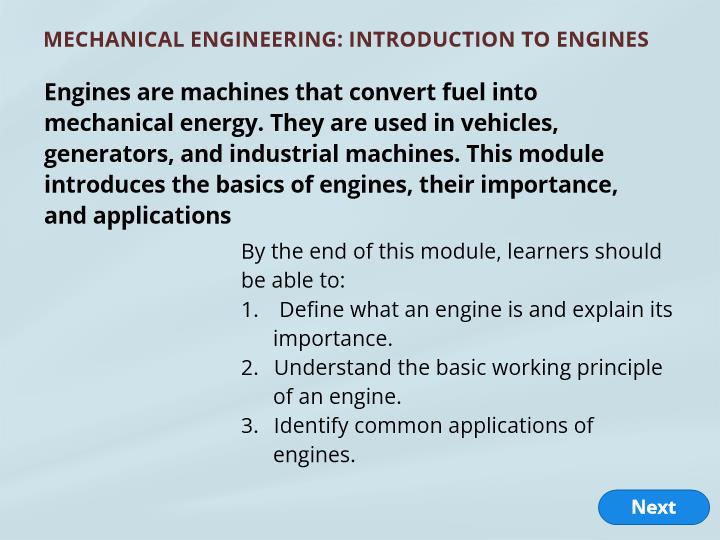 MECHANICAL ENGINEERING: INTRODUCTION TO ENGINES
Engines are machines that convert fuel into
mechanical energy. They are used in vehicles,
generators, and industrial machines. This module
introduces the basics of engines, their importance,
and applications
By the end of this module, learners should
be able to:
1. Define what an engine is and explain its
importance.
2. Understand the basic working principle
of an engine.
3. Identify common applications of
engines.
Next